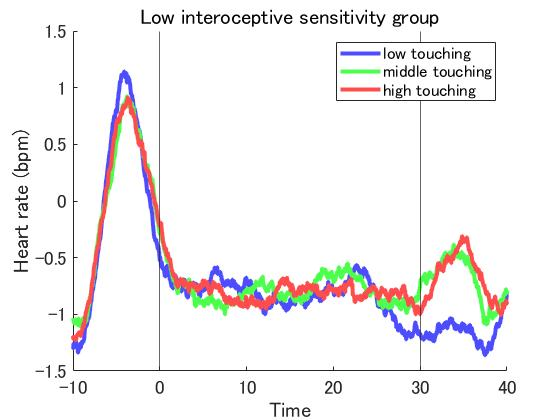 Low interoceptive sensitivity group
1.5
1
0.5
0
-0.5
-1
-1.5
Heart rate (bpm)
low touching
middle touching
high touching
-10
0
10
20
30
40
Time